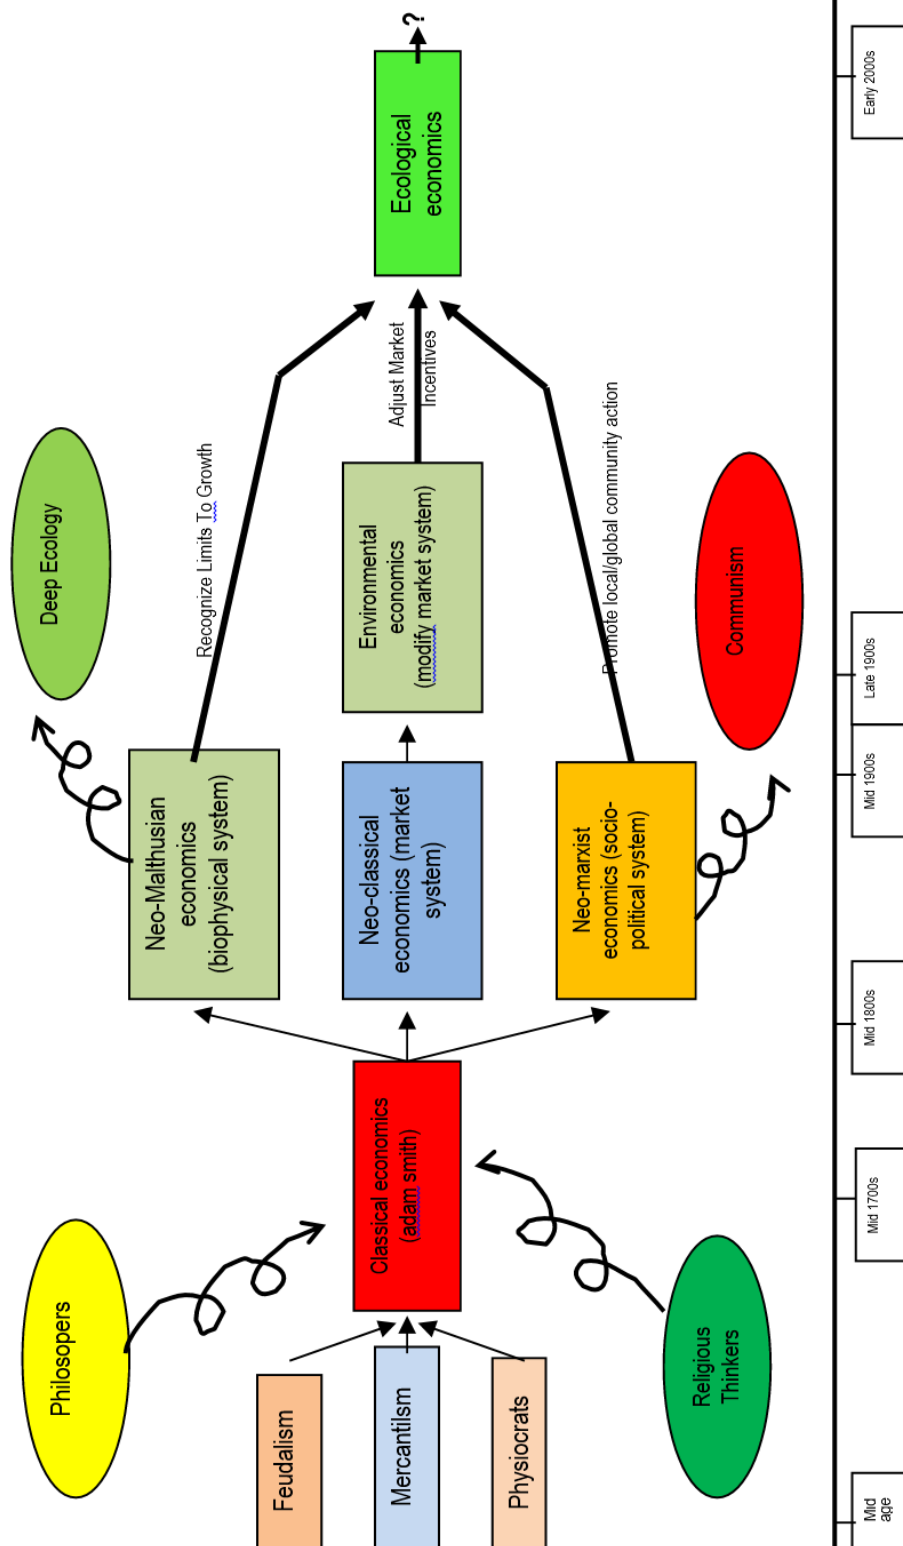 Philosopers
Feudalism
Mercantilsm
Physiocrats
Religious
Thinkers
Classical economics
(adam smith)
Deep Ecology
Neo-Malthusian
economics
(biophysical system)
Neo-classical
economics (market
system)
Neo-marxist
economics (socio-
political system)
Communism
Recognize Limits To Growth
Environmental
economics
(modify market system)
Adjust Market
Incentives
Promote local/global community action
Ecological
economics
?
Mid
age
Mid 1700s
Mid 1800s
Mid 1900s
Late 1900s
Early 2000s